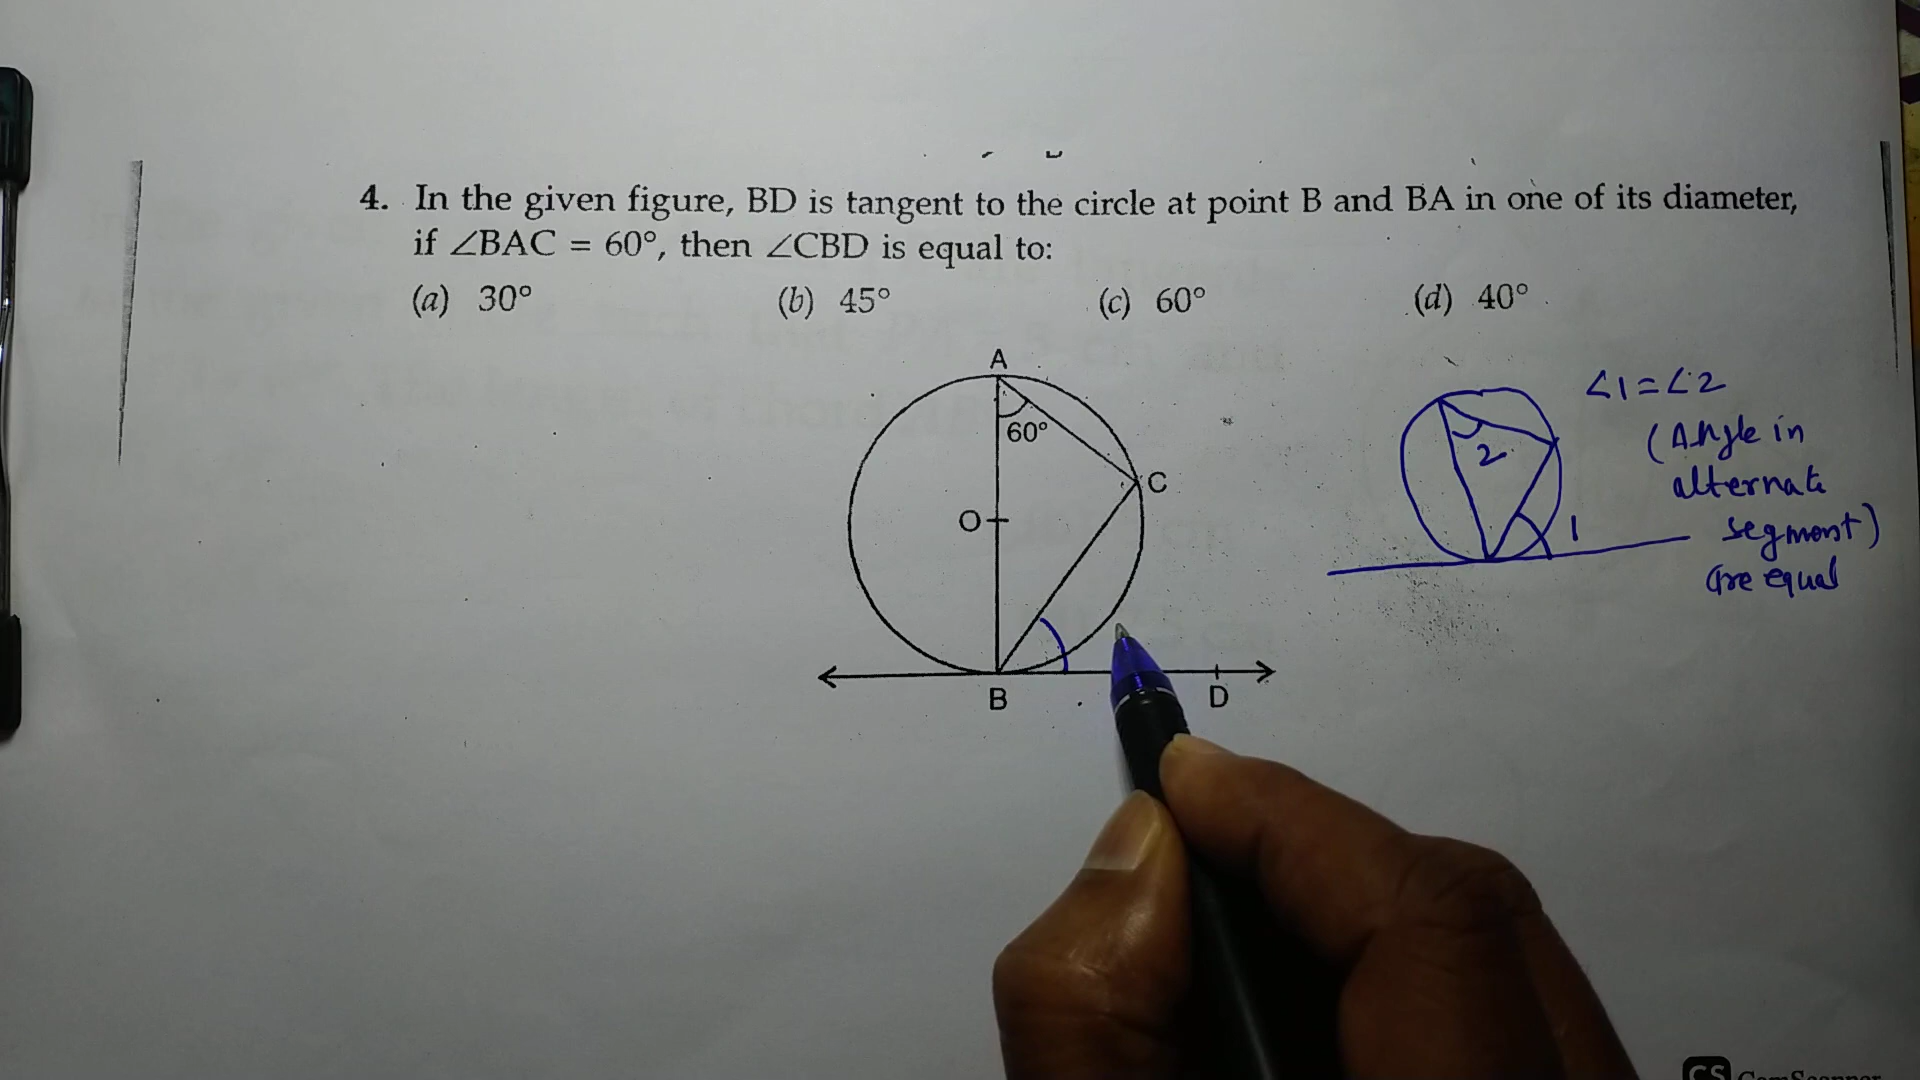 4. In the given figure, BD is tangent to the circle at point B and BA in one of its diameter,
if ∠BAC = 60°, then ∠CBD is equal to:
(a) 30° (b) 45° (c) 60° (d) 40°
A
60°
C
O
B
D
∠1=∠2
(Angle in
alternate
segment)
are equal
2
1
CS CamScanner